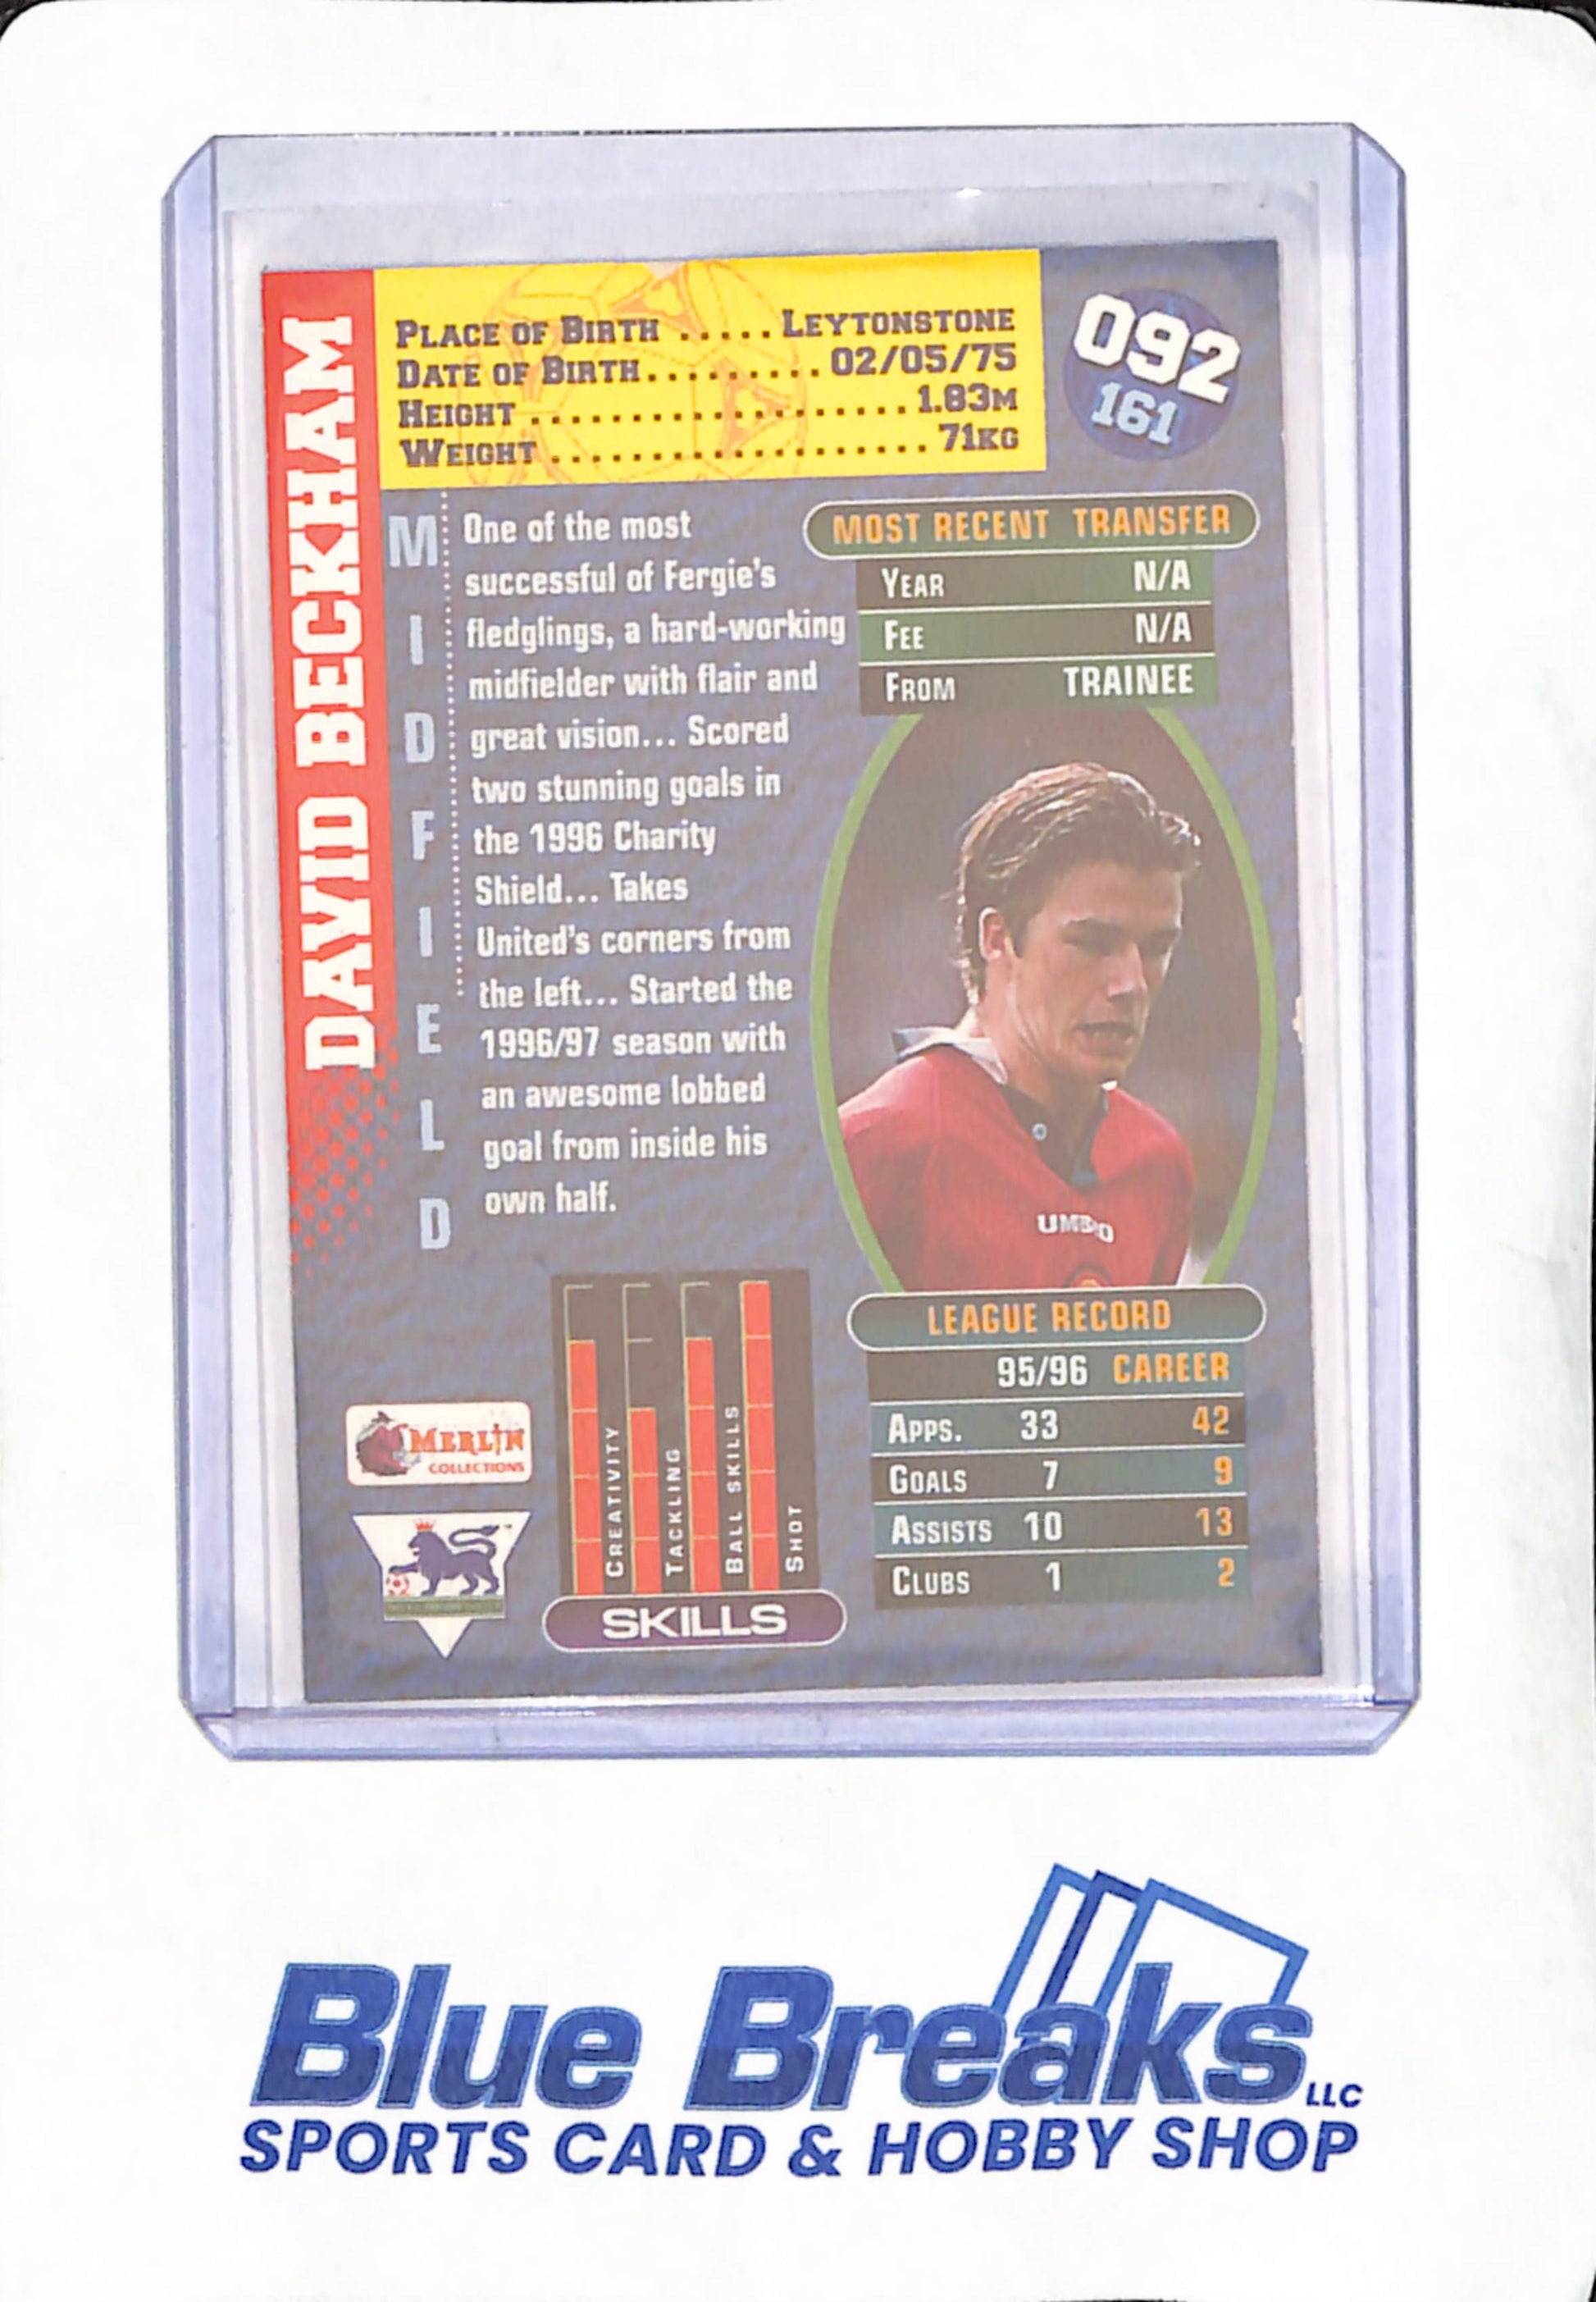 DAVID BECKHAM
PLACE OF BIRTH ..... LEYTONSTONE
DATE OF BIRTH......... 02/05/75
HEIGHT ................... 1.83M
WEIGHT ................... 71KG
092
161
MIDFIELD
One of the most
successful of Fergie's
fledglings, a hard-working
midfielder with flair and
great vision... Scored
two stunning goals in
the 1996 Charity
Shield... Takes
United's corners from
the left... Started the
1996/97 season with
an awesome lobbed
goal from inside his
own half.
MOST RECENT TRANSFER
YEAR N/A
FEE N/A
FROM TRAINEE
UMBRO
LEAGUE RECORD
95/96 CAREER
APPS. 33 42
GOALS 7 9
ASSISTS 10 13
CLUBS 1 2
CREATIVITY
TACKLING
BALL SKILLS
SHOT
SKILLS
MERLIN
COLLECTIONS
Blue Breaks LLC
SPORTS CARD & HOBBY SHOP